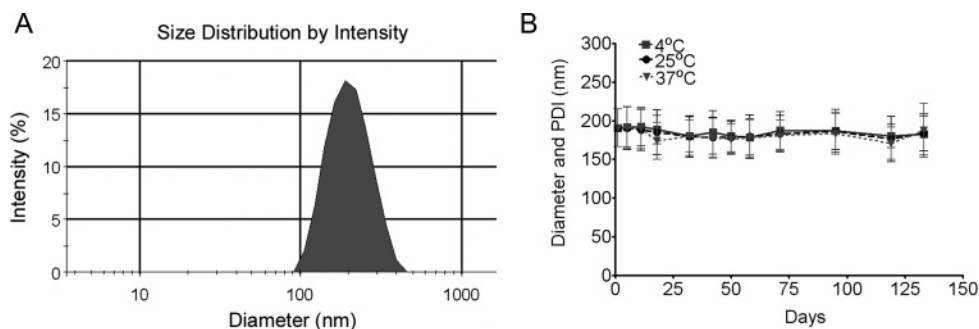 A
Size Distribution by Intensity
Intensity (%)
20
15
10
5
0
10 100 1000
Diameter (nm)
B
Diameter and PDI (nm)
300
250
200
150
100
50
0
4ºC
25ºC
37ºC
0 25 50 75 100 125 150
Days